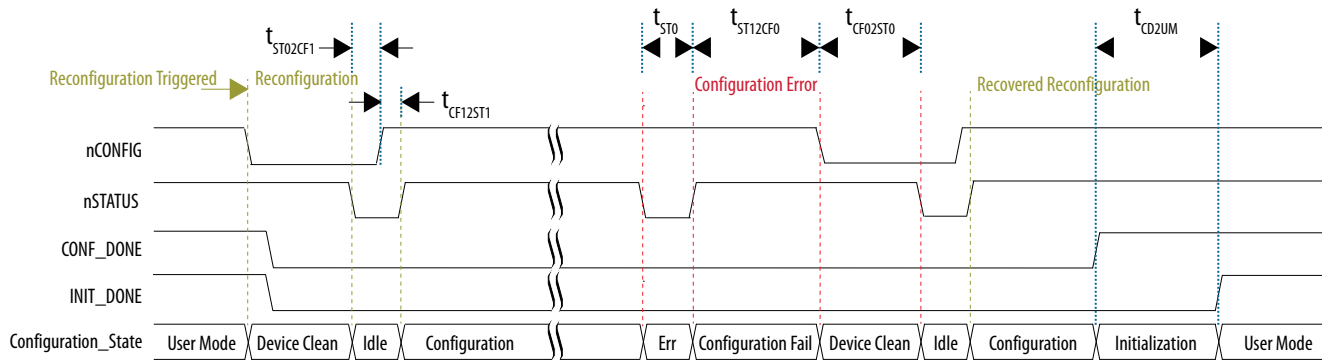 tST02CF1
tST0
tST12CF0
tCF02ST0
tCD2UM
Reconfiguration Triggered
Reconfiguration
tCF12ST1
Configuration Error
Recovered Reconfiguration
nCONFIG
nSTATUS
CONF_DONE
INIT_DONE
Configuration_State
User Mode
Device Clean
Idle
Configuration
Err
Configuration Fail
Device Clean
Idle
Configuration
Initialization
User Mode